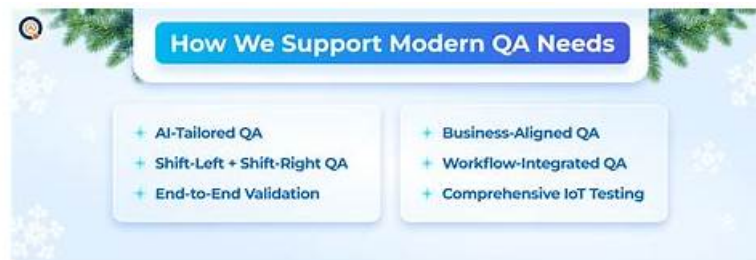 How We Support Modern QA Needs
AI-Tailored QA
Shift-Left + Shift-Right QA
End-to-End Validation
Business-Aligned QA
Workflow-Integrated QA
Comprehensive IoT Testing